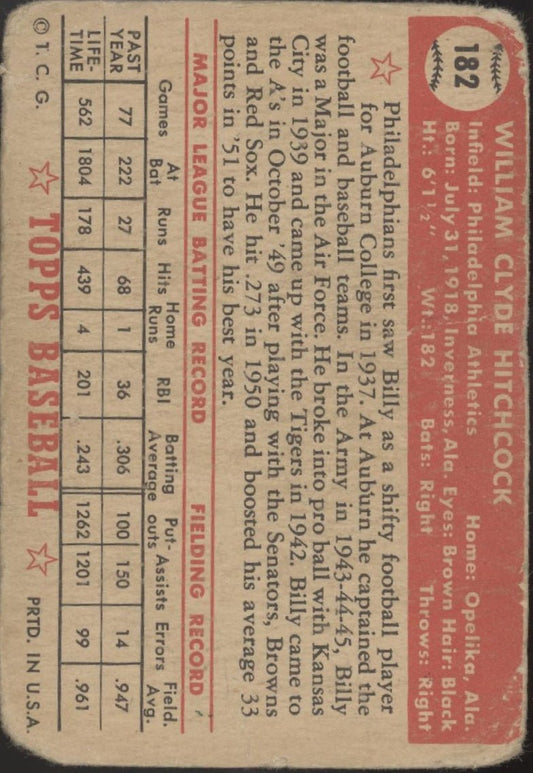 182
WILLIAM CLYDE HITCHCOCK
Infield: Philadelphia Athletics Home: Opelika, Ala.
Born: July 31, 1918, Inverness, Ala. Eyes: Brown Hair: Black
Ht.: 6'1½" Wt.: 182 Bats: Right Throws: Right
Philadelphians first saw Billy as a shifty football player
for Auburn College in 1937. At Auburn he captained the
football and baseball teams. In the Army in 1943-44-45, Billy
was a Major in the Air Force. He broke into pro ball with Kansas
City in 1939 and came up with the Tigers in 1942. Billy came to
the A's in October '49 after playing with the Senators, Browns
and Red Sox. He hit .273 in 1950 and boosted his average 33
points in '51 to have his best year.
MAJOR LEAGUE BATTING RECORD FIELDING RECORD
Games At Bat Runs Hits Home Runs RBI Batting Average Put-outs Assists Errors Field. Avg.
PAST YEAR 77 222 27 68 1 36 .306 100 150 14 .947
LIFE-TIME 562 1804 178 439 4 201 .243 1262 1201 99 .961
© T. C. G. TOPPS BASEBALL PRTD. IN U.S.A.